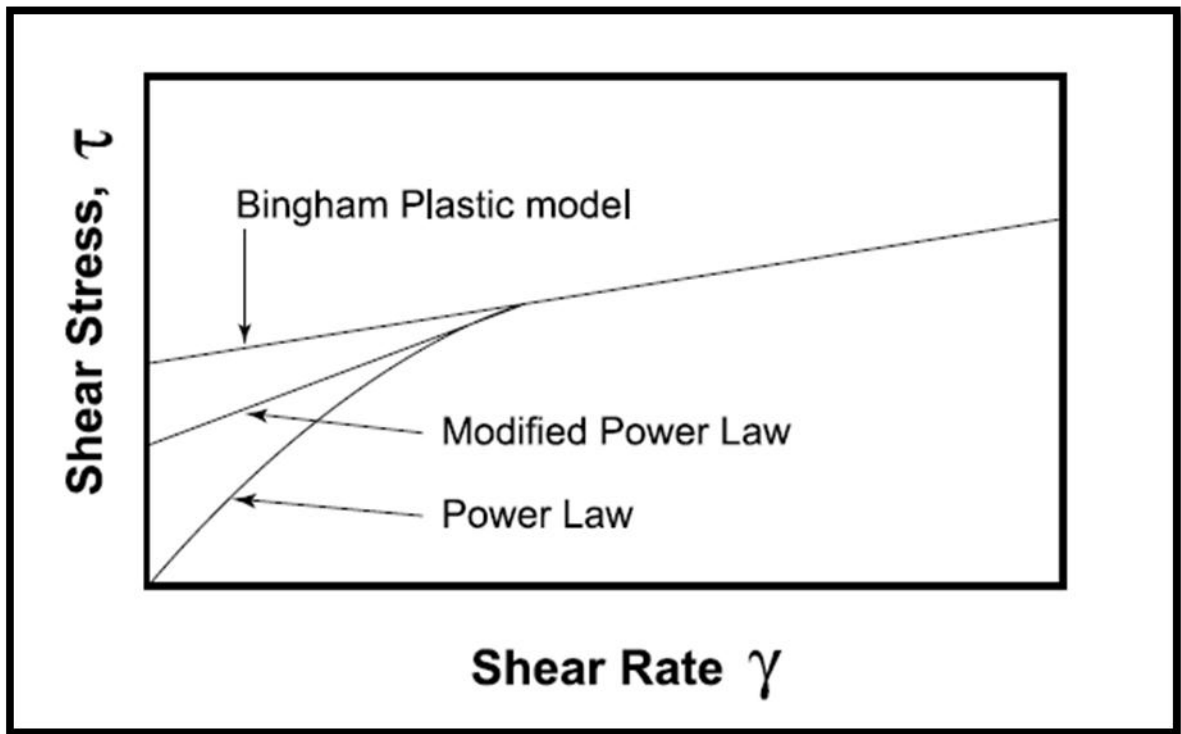 Shear Stress, τ
Bingham Plastic model
Modified Power Law
Power Law
Shear Rate γ